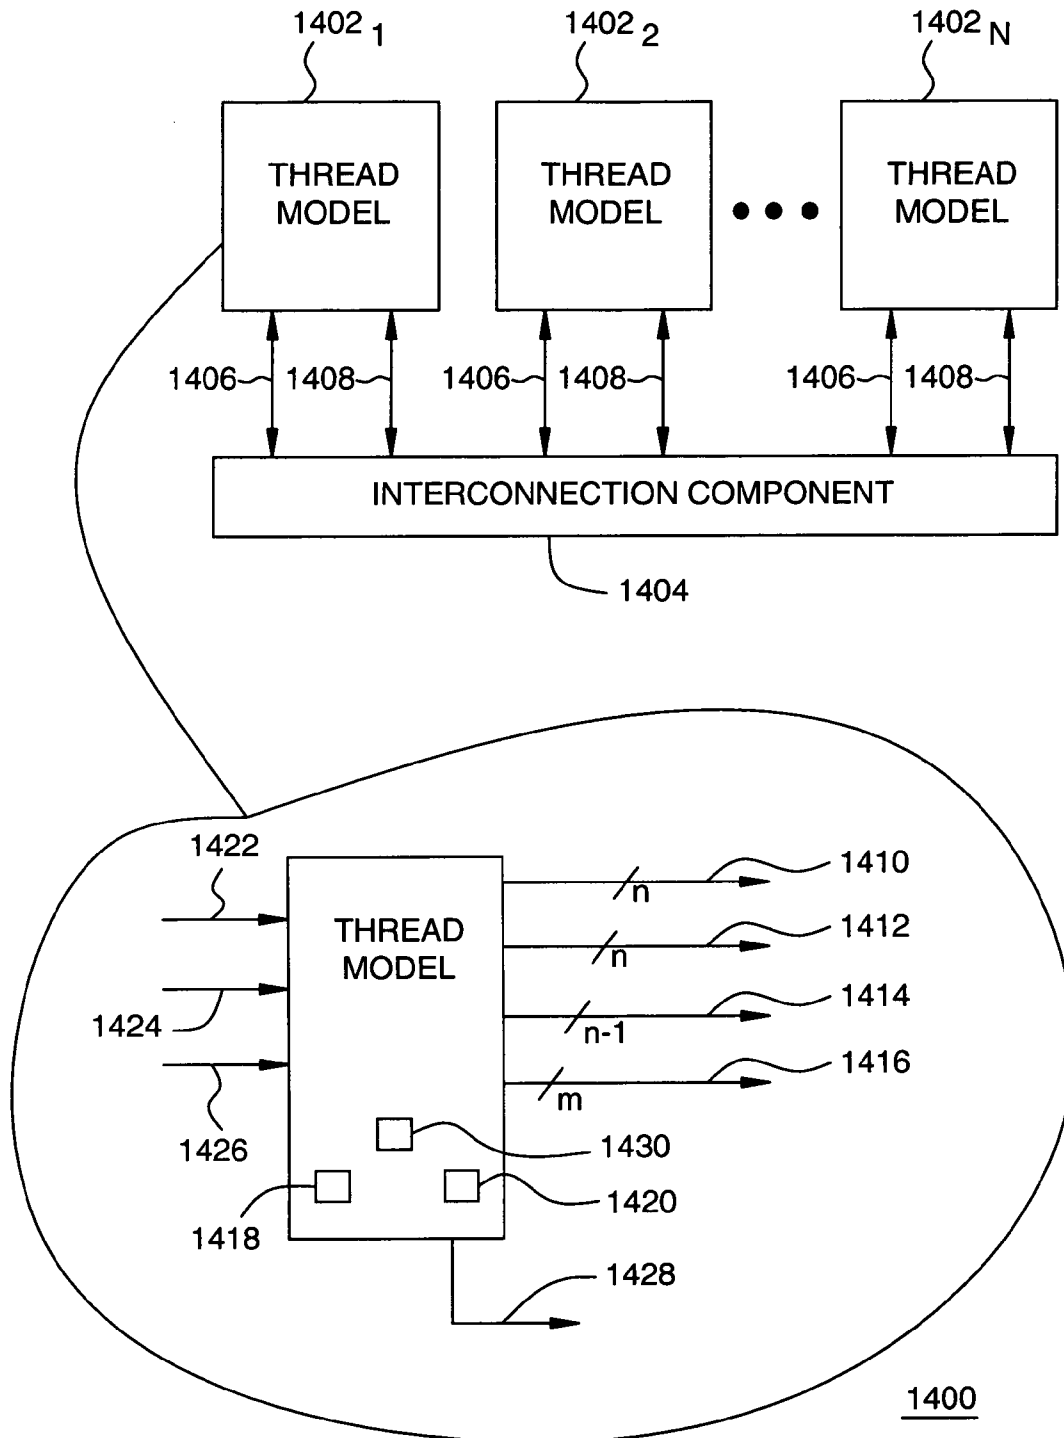 1402 1 1402 2 1402 N
THREAD MODEL THREAD MODEL THREAD MODEL
1406 1408 1406 1408 1406 1408
INTERCONNECTION COMPONENT
1404
1422
1410
n
THREAD MODEL
1412
n
1424
1414
n-1
1416
m
1426
1430
1418
1420
1428
1400